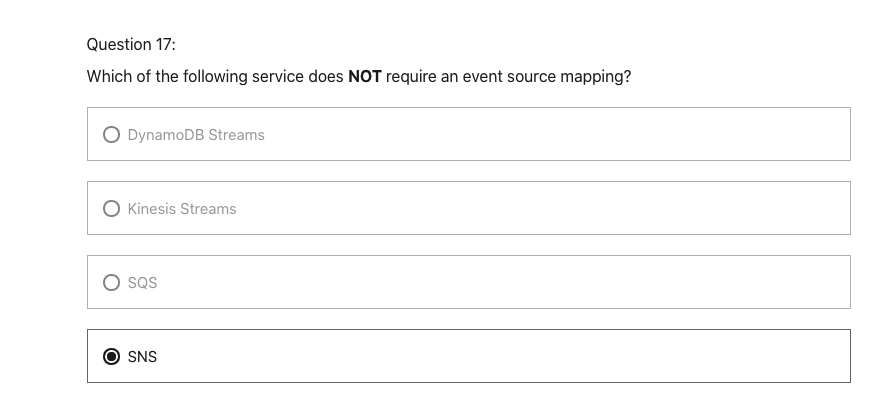 Question 17:
Which of the following service does NOT require an event source mapping?
DynamoDB Streams
Kinesis Streams
SQS
SNS